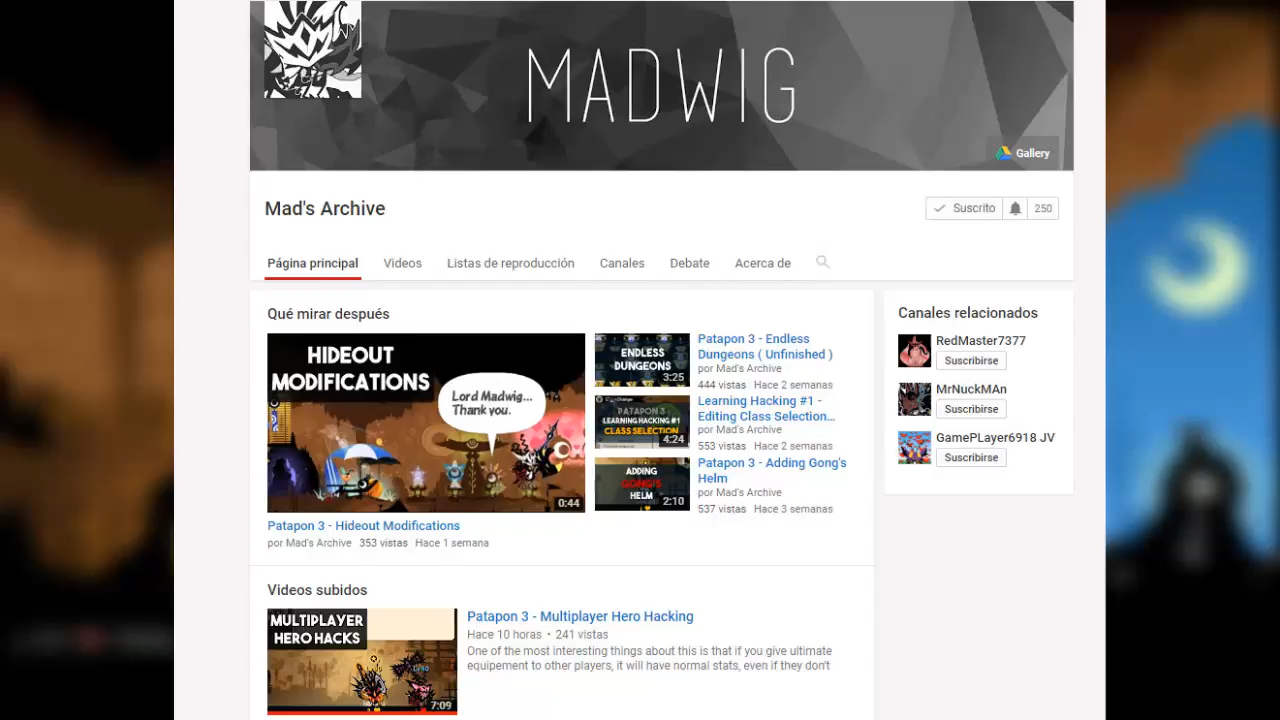 MADWIG
Gallery
Mad's Archive
Suscrito
250
Página principal
Videos
Listas de reproducción
Canales
Debate
Acerca de
Qué mirar después
HIDEOUT
MODIFICATIONS
Lord Madwig...
Thank you.
0:44
Patapon 3 - Hideout Modifications
por Mad's Archive 353 vistas Hace 1 semana
ENDLESS
DUNGEONS
3:25
Patapon 3 - Endless
Dungeons ( Unfinished )
por Mad's Archive
444 vistas Hace 2 semanas
PATAPON 3
LEARNING HACKING #1
CLASS SELECTION
4:24
Learning Hacking #1 -
Editing Class Selection...
por Mad's Archive
553 vistas Hace 2 semanas
ADDING
GONG'S
HELM
2:10
Patapon 3 - Adding Gong's
Helm
por Mad's Archive
537 vistas Hace 3 semanas
Canales relacionados
RedMaster7377
Suscribirse
MrNuckMAn
Suscribirse
GamePLayer6918 JV
Suscribirse
Videos subidos
MULTIPLAYER
HERO HACKS
7:09
Patapon 3 - Multiplayer Hero Hacking
Hace 10 horas • 241 vistas
One of the most interesting things about this is that if you give ultimate
equipement to other players, it will have normal stats, even if they don't